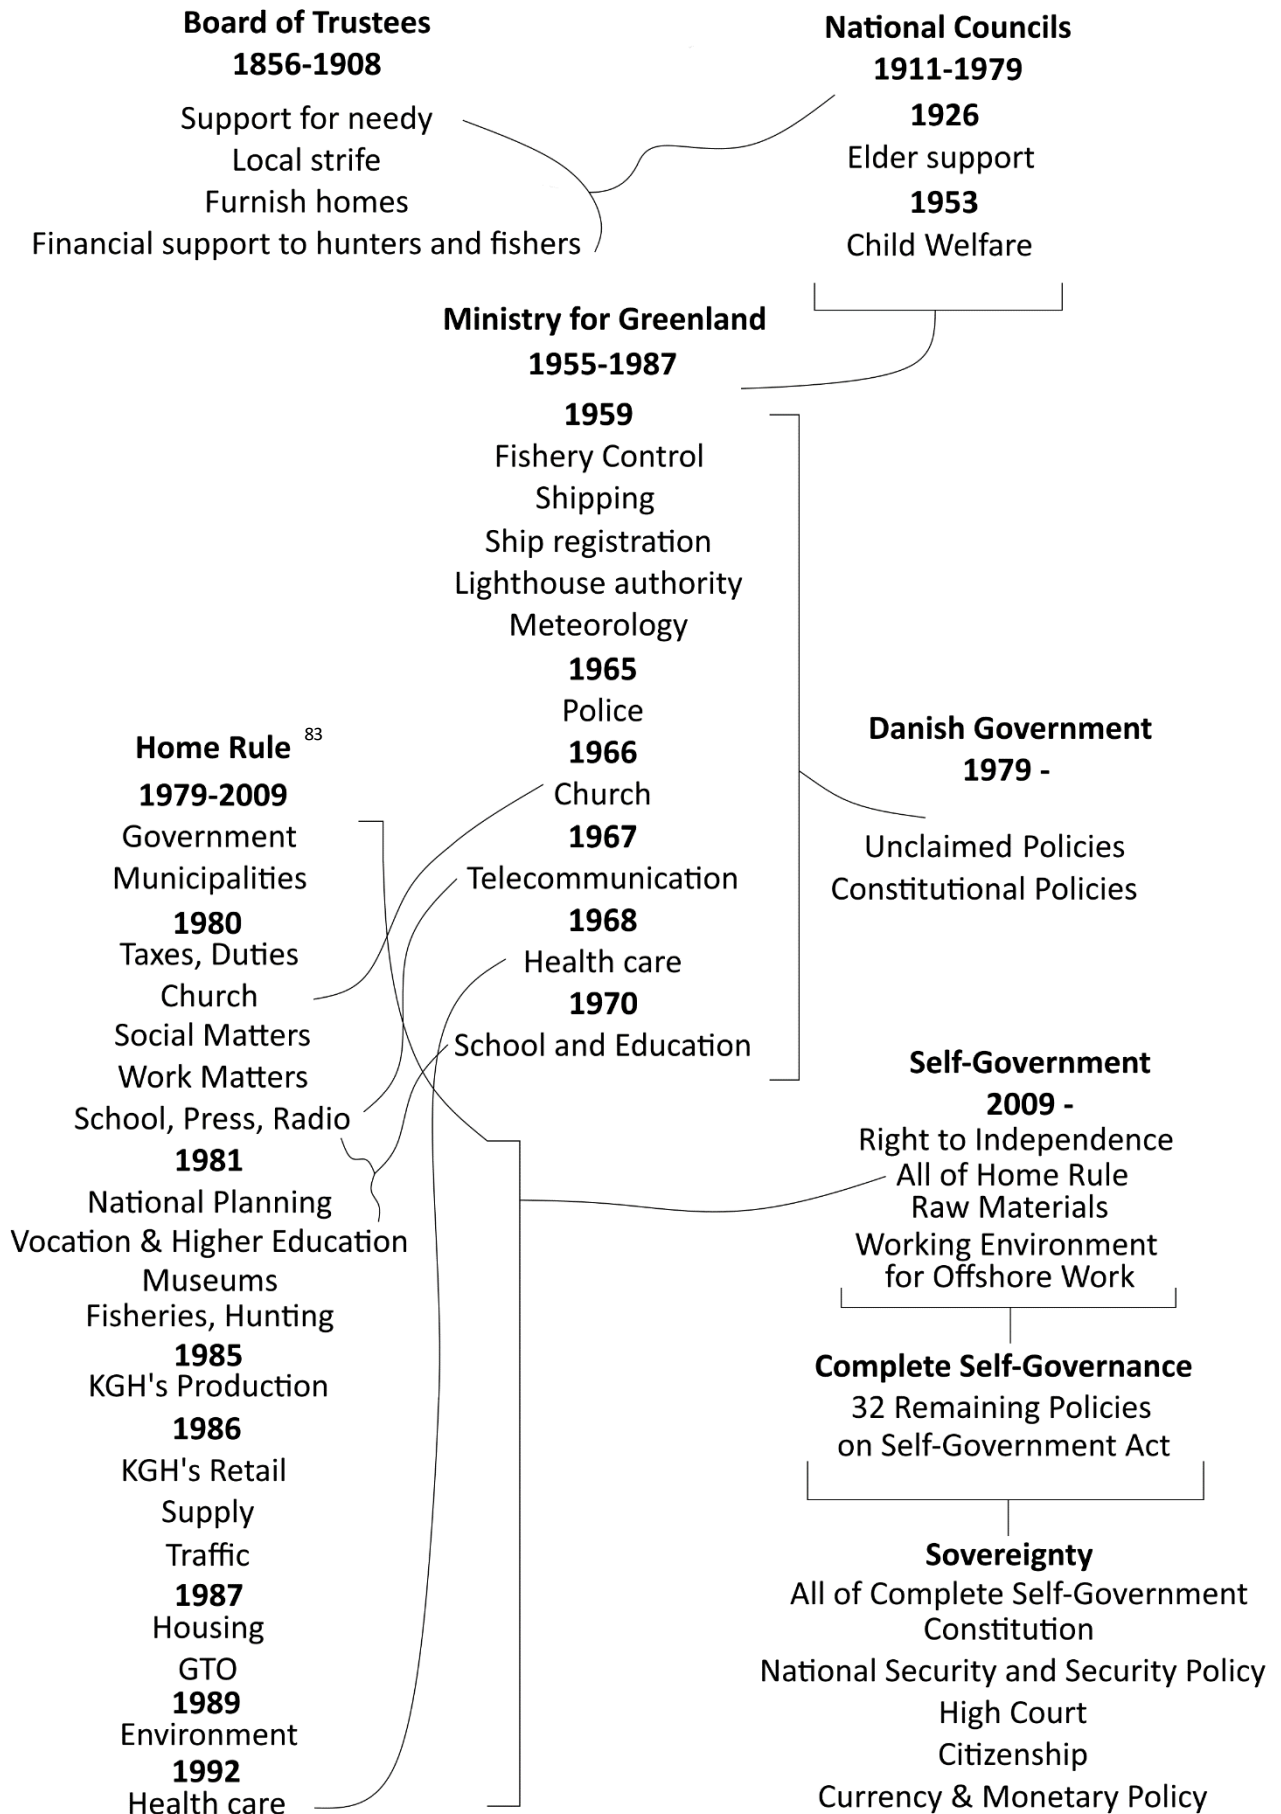 Board of Trustees
1856-1908
Support for needy
Local strife
Furnish homes
Financial support to hunters and fishers
National Councils
1911-1979
1926
Elder support
1953
Child Welfare
Ministry for Greenland
1955-1987
1959
Fishery Control
Shipping
Ship registration
Lighthouse authority
Meteorology
1965
Police
1966
Church
1967
Telecommunication
1968
Health care
1970
School and Education
Home Rule 83
1979-2009
Government
Municipalities
1980
Taxes, Duties
Church
Social Matters
Work Matters
School, Press, Radio
1981
National Planning
Vocation & Higher Education
Museums
Fisheries, Hunting
1985
KGH's Production
1986
KGH's Retail
Supply
Traffic
1987
Housing
GTO
1989
Environment
1992
Health care
Danish Government
1979 -
Unclaimed Policies
Constitutional Policies
Self-Government
2009 -
Right to Independence
All of Home Rule
Raw Materials
Working Environment
for Offshore Work
Complete Self-Governance
32 Remaining Policies
on Self-Government Act
Sovereignty
All of Complete Self-Government
Constitution
National Security and Security Policy
High Court
Citizenship
Currency & Monetary Policy